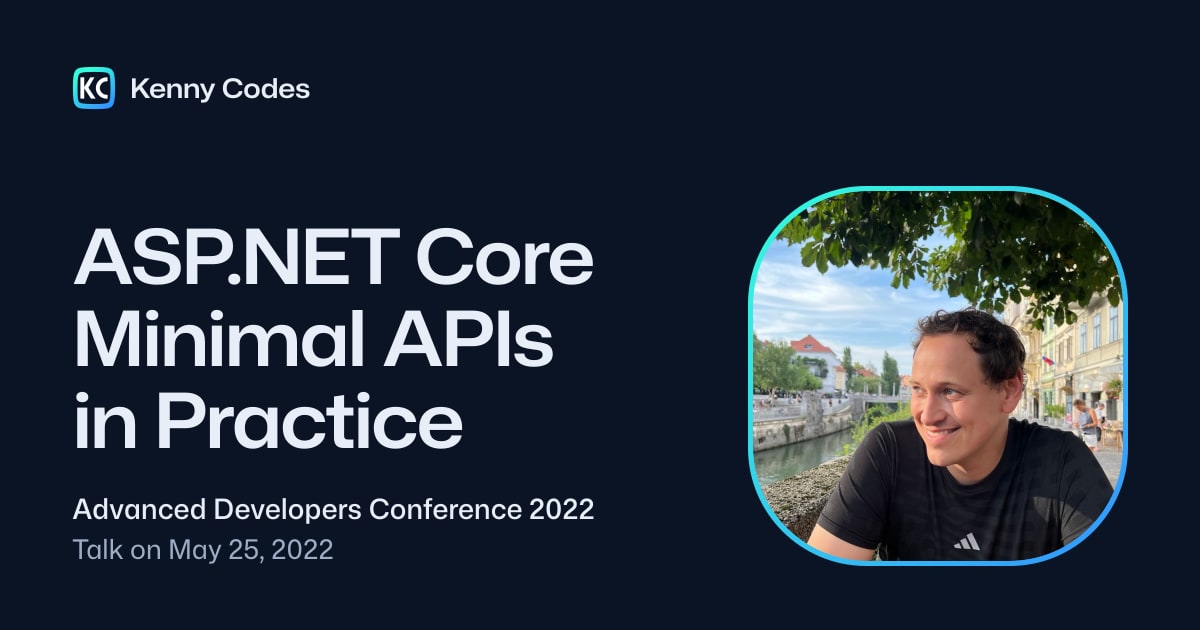 KC Kenny Codes
ASP.NET Core
Minimal APIs
in Practice
Advanced Developers Conference 2022
Talk on May 25, 2022